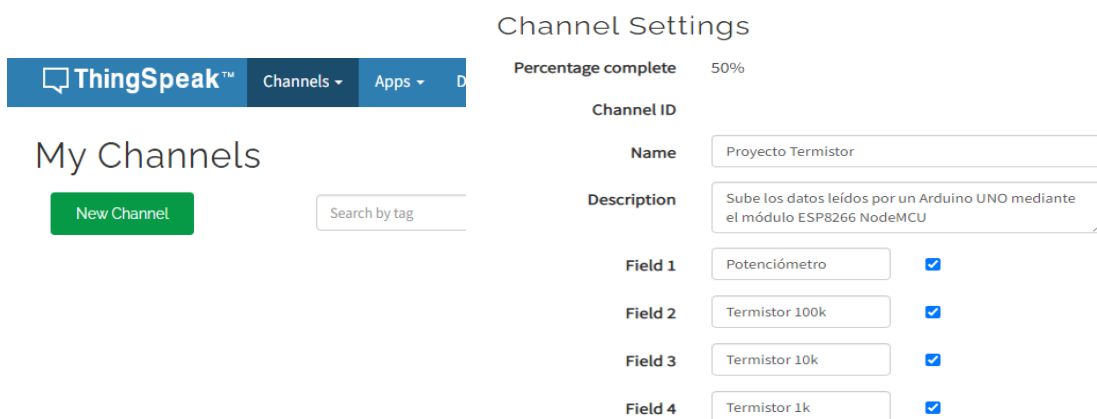 ThingSpeak™ Channels Apps D
My Channels
New Channel Search by tag
Channel Settings
Percentage complete 50%
Channel ID
Name Proyecto Termistor
Description Sube los datos leídos por un Arduino UNO mediante
el módulo ESP8266 NodeMCU
Field 1 Potenciómetro
Field 2 Termistor 100k
Field 3 Termistor 10k
Field 4 Termistor 1k